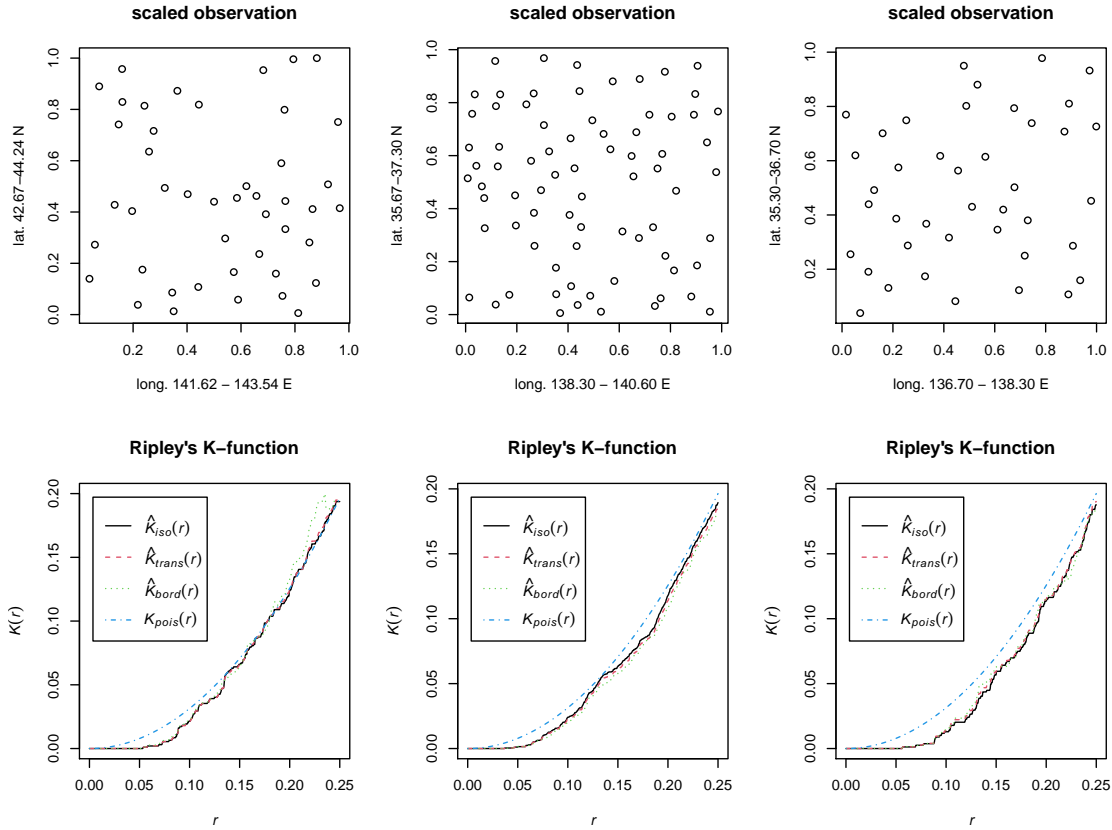 scaled observation
lat. 42.67−44.24 N
0.0 0.2 0.4 0.6 0.8 1.0
0.2 0.4 0.6 0.8 1.0
long. 141.62 − 143.54 E
scaled observation
lat. 35.67−37.30 N
0.0 0.2 0.4 0.6 0.8 1.0
0.0 0.2 0.4 0.6 0.8 1.0
long. 138.30 − 140.60 E
scaled observation
lat. 35.30−36.70 N
0.2 0.4 0.6 0.8 1.0
0.0 0.2 0.4 0.6 0.8 1.0
long. 136.70 − 138.30 E
Ripley's K−function
K(r)
0.00 0.05 0.10 0.15 0.20
K̂iso(r)
K̂trans(r)
K̂bord(r)
Kpois(r)
0.00 0.05 0.10 0.15 0.20 0.25
r
Ripley's K−function
K(r)
0.00 0.05 0.10 0.15 0.20
K̂iso(r)
K̂trans(r)
K̂bord(r)
Kpois(r)
0.00 0.05 0.10 0.15 0.20 0.25
r
Ripley's K−function
K(r)
0.00 0.05 0.10 0.15 0.20
K̂iso(r)
K̂trans(r)
K̂bord(r)
Kpois(r)
0.00 0.05 0.10 0.15 0.20 0.25
r